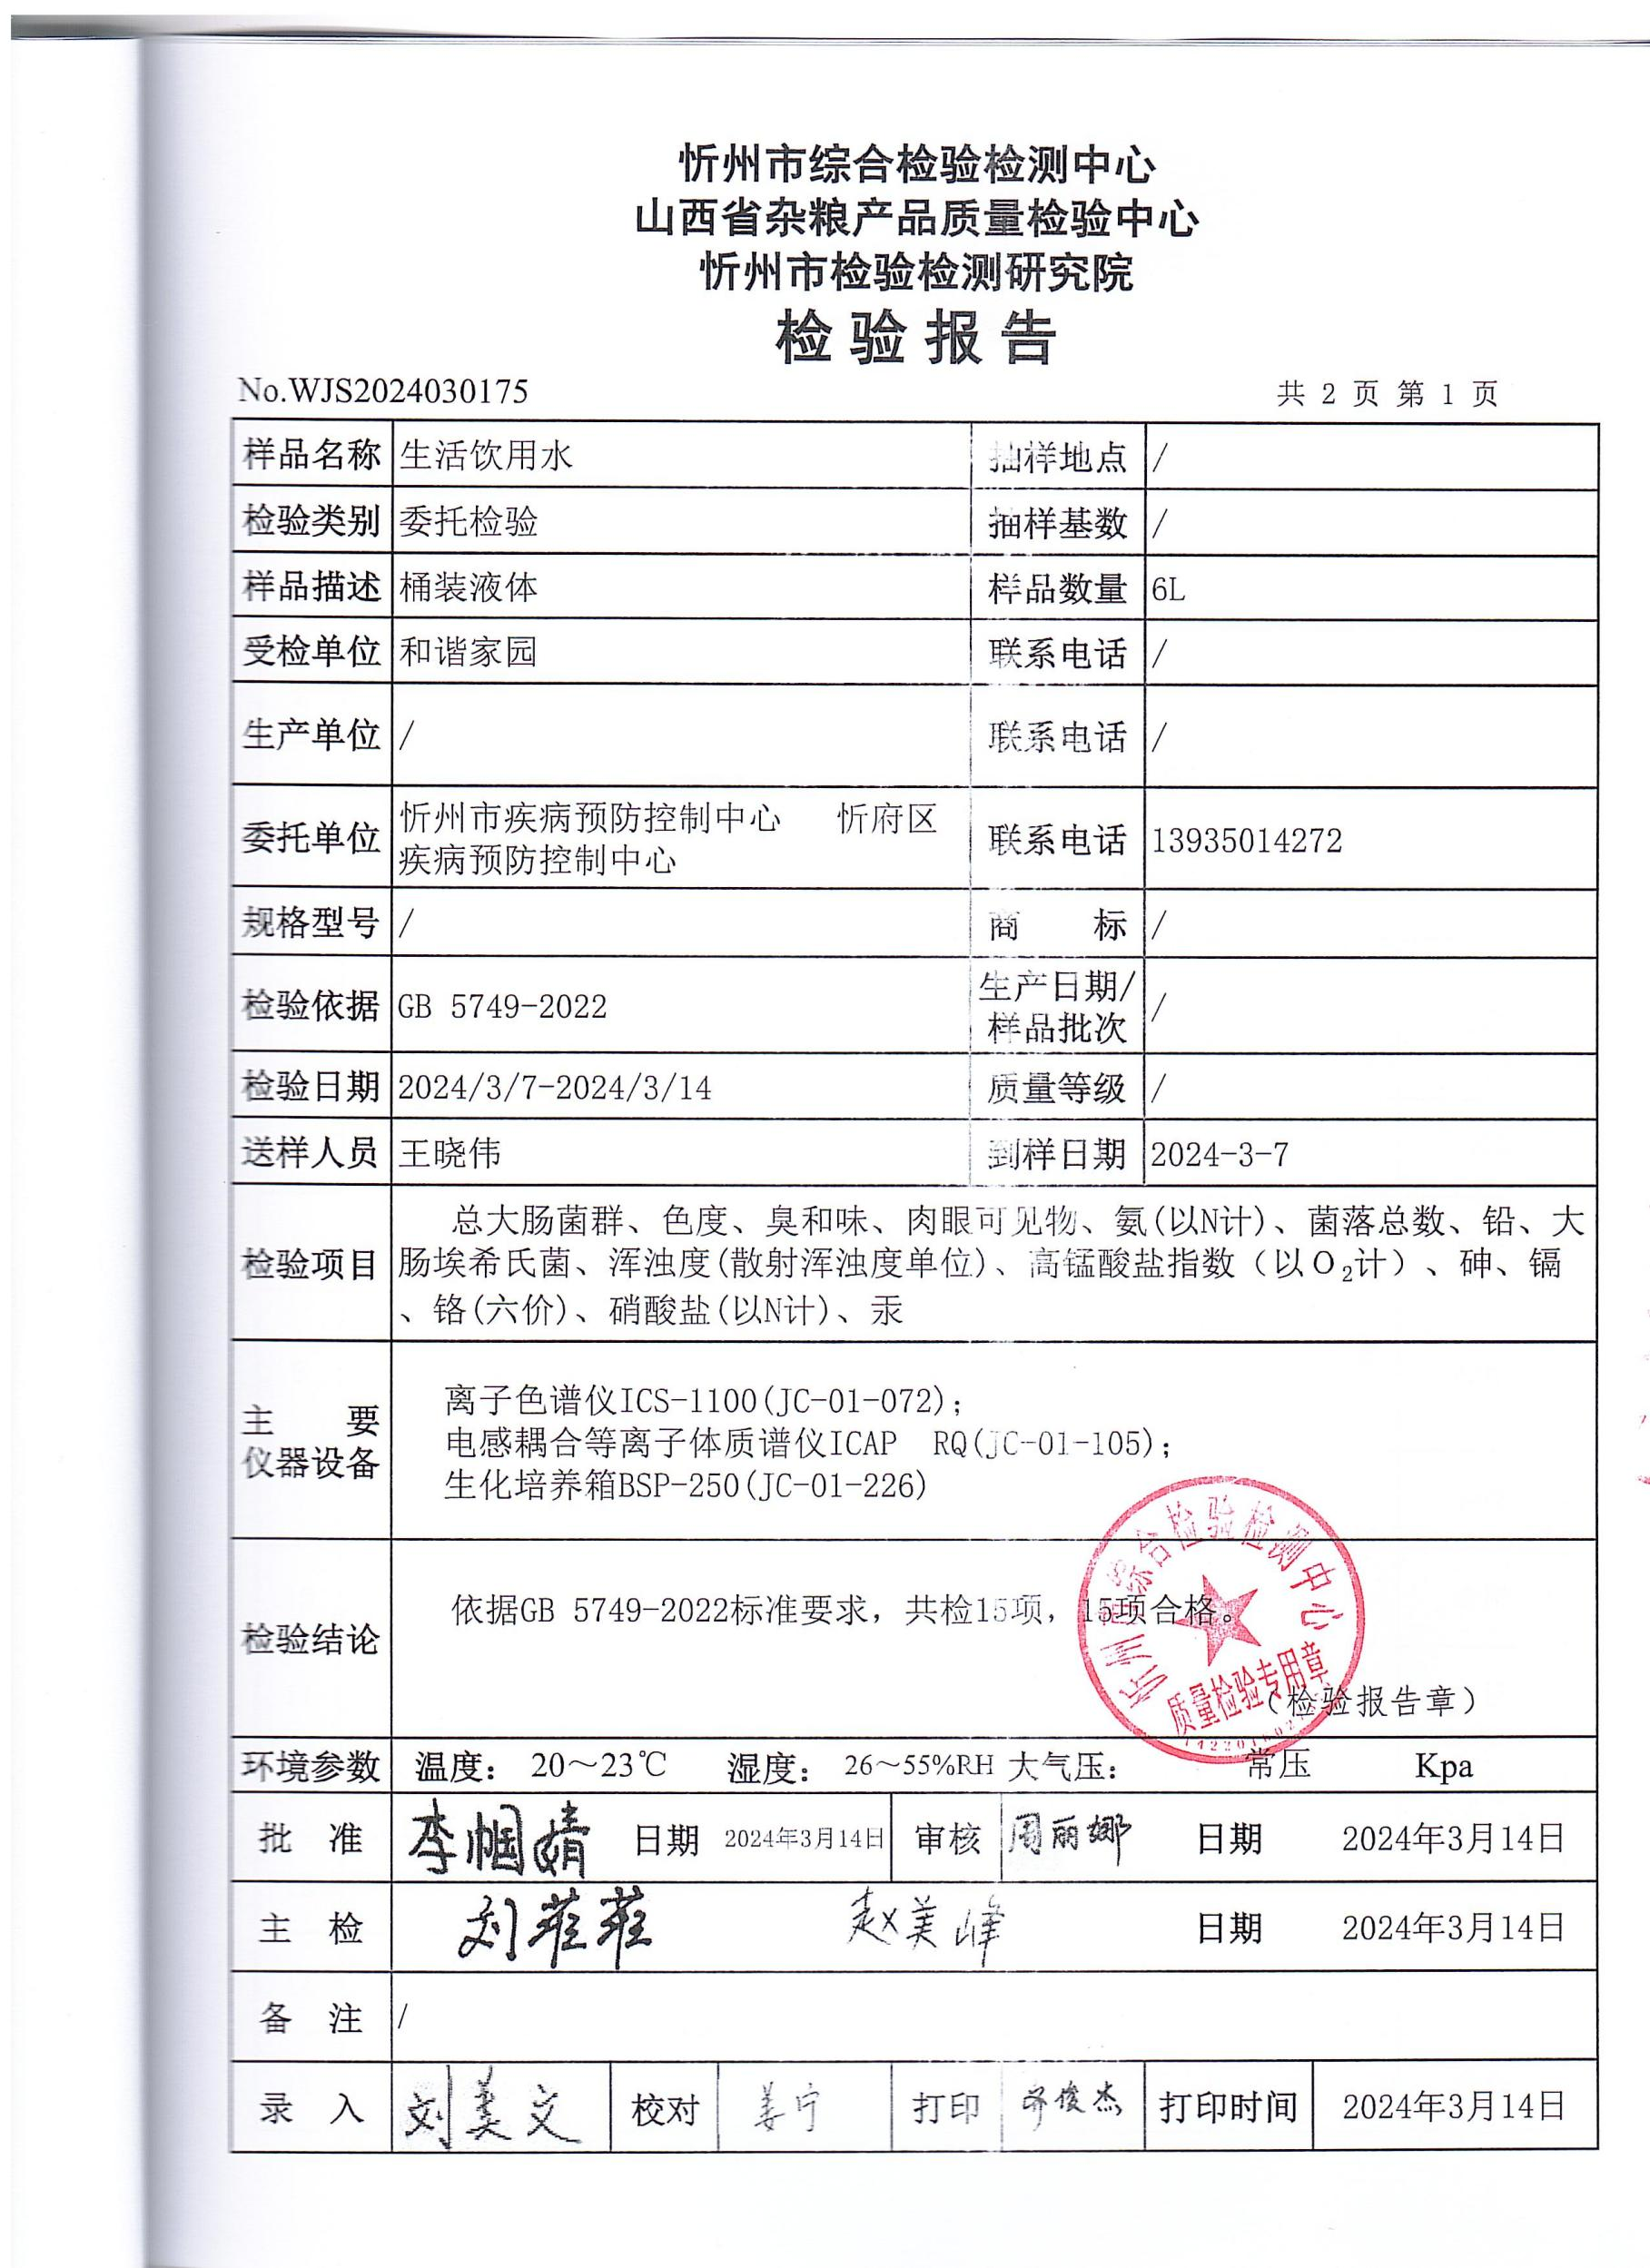 忻州市综合检验检测中心
山西省杂粮产品质量检验中心
忻州市检验检测研究院
检验报告
No.WJS2024030175 共 2 页 第 1 页
样品名称 生活饮用水 抽样地点 /
检验类别 委托检验 抽样基数 /
样品描述 桶装液体 样品数量 6L
受检单位 和谐家园 联系电话 /
生产单位 / 联系电话 /
委托单位 忻州市疾病预防控制中心 忻府区
疾病预防控制中心 联系电话 13935014272
规格型号 / 商 标 /
检验依据 GB 5749-2022 生产日期/
样品批次 /
检验日期 2024/3/7-2024/3/14 质量等级 /
送样人员 王晓伟 到样日期 2024-3-7
检验项目 总大肠菌群、色度、臭和味、肉眼可见物、氨(以N计)、菌落总数、铅、大
肠埃希氏菌、浑浊度(散射浑浊度单位)、高锰酸盐指数（以O₂计）、砷、镉
、铬(六价)、硝酸盐(以N计)、汞
主 要
仪器设备
离子色谱仪ICS-1100(JC-01-072);
电感耦合等离子体质谱仪ICAP RQ(JC-01-105);
生化培养箱BSP-250(JC-01-226)
检验结论 依据GB 5749-2022标准要求，共检15项，15项合格。
忻州市综合检验检测中心
质量检验专用章
（检验报告章）
环境参数 温度： 20～23℃ 湿度： 26～55%RH 大气压： 常压 Kpa
批 准 李帼婧 日期 2024年3月14日 审核 周丽娜 日期 2024年3月14日
主 检 刘菲菲 赵美峰 日期 2024年3月14日
备 注 /
录 入 刘美文 校对 姜宁 打印 齐俊杰 打印时间 2024年3月14日